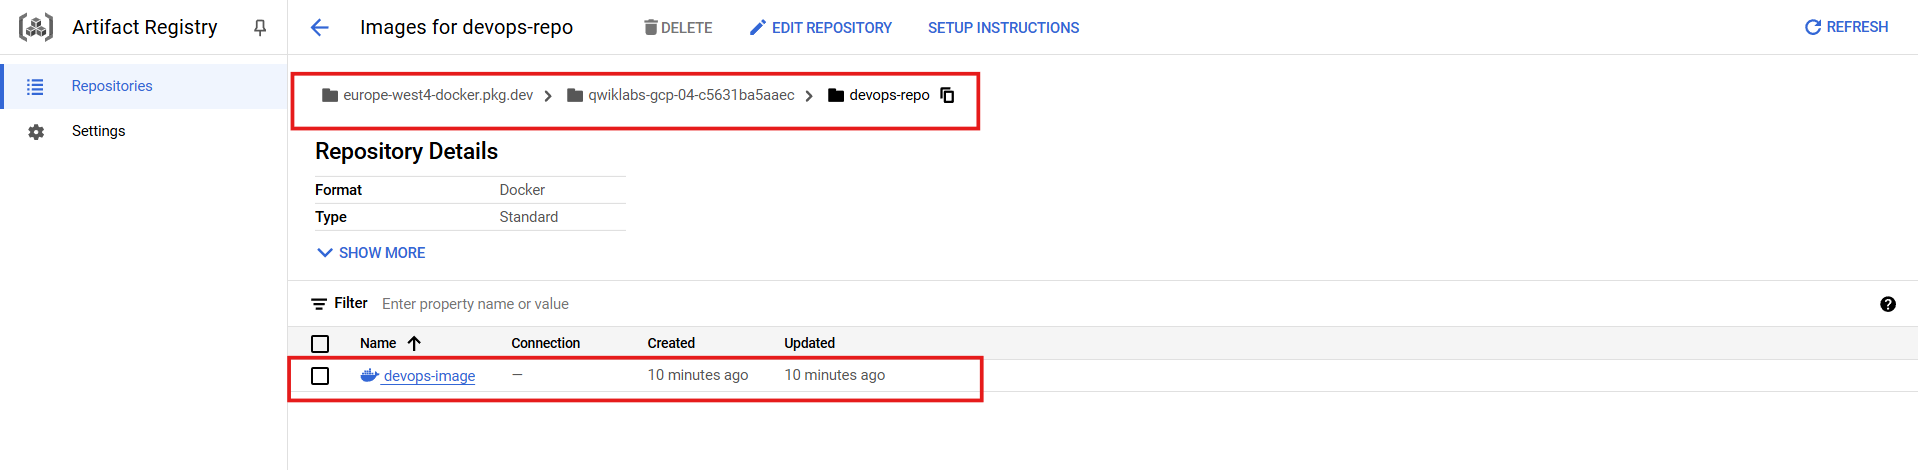 Artifact Registry
Images for devops-repo DELETE EDIT REPOSITORY SETUP INSTRUCTIONS REFRESH
Repositories
Settings
europe-west4-docker.pkg.dev > qwiklabs-gcp-04-c5631ba5aaec > devops-repo
Repository Details
Format Docker
Type Standard
SHOW MORE
Filter Enter property name or value ?
Name ↑ Connection Created Updated
devops-image — 10 minutes ago 10 minutes ago